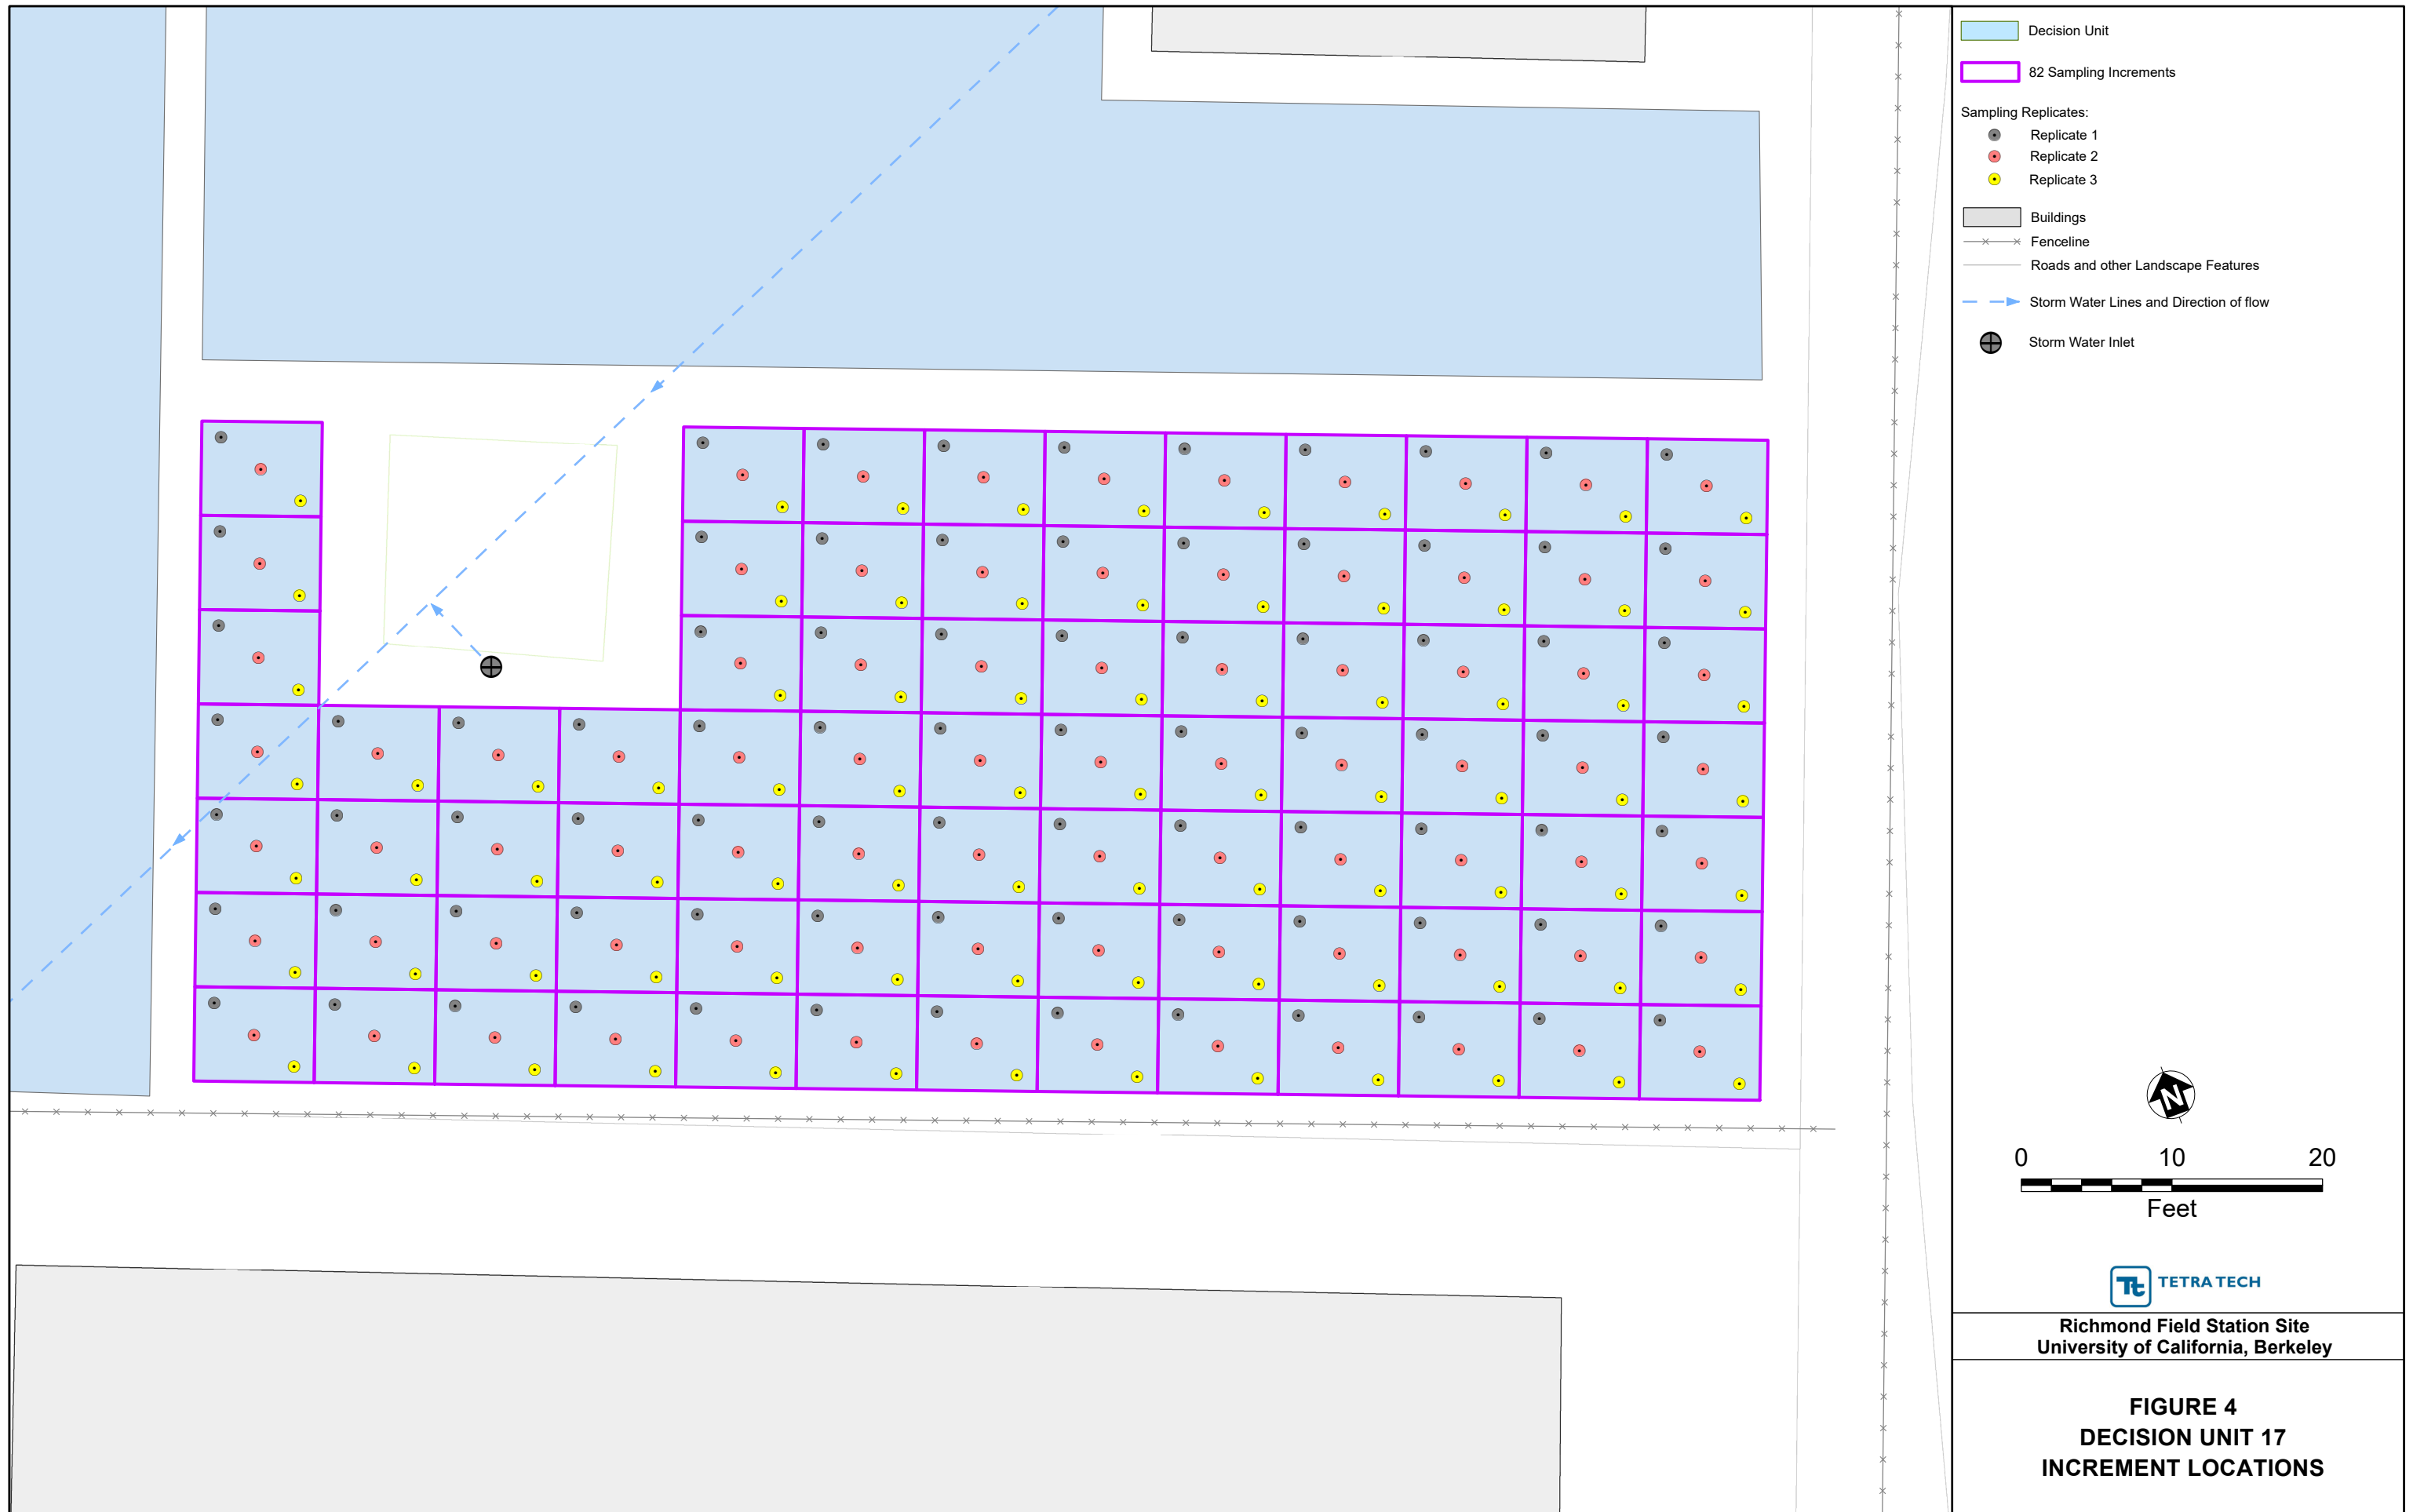 Decision Unit
82 Sampling Increments
Sampling Replicates:
Replicate 1
Replicate 2
Replicate 3
Buildings
Fenceline
Roads and other Landscape Features
Storm Water Lines and Direction of flow
Storm Water Inlet
N
0 10 20
Feet
Tt TETRA TECH
Richmond Field Station Site
University of California, Berkeley
FIGURE 4
DECISION UNIT 17
INCREMENT LOCATIONS